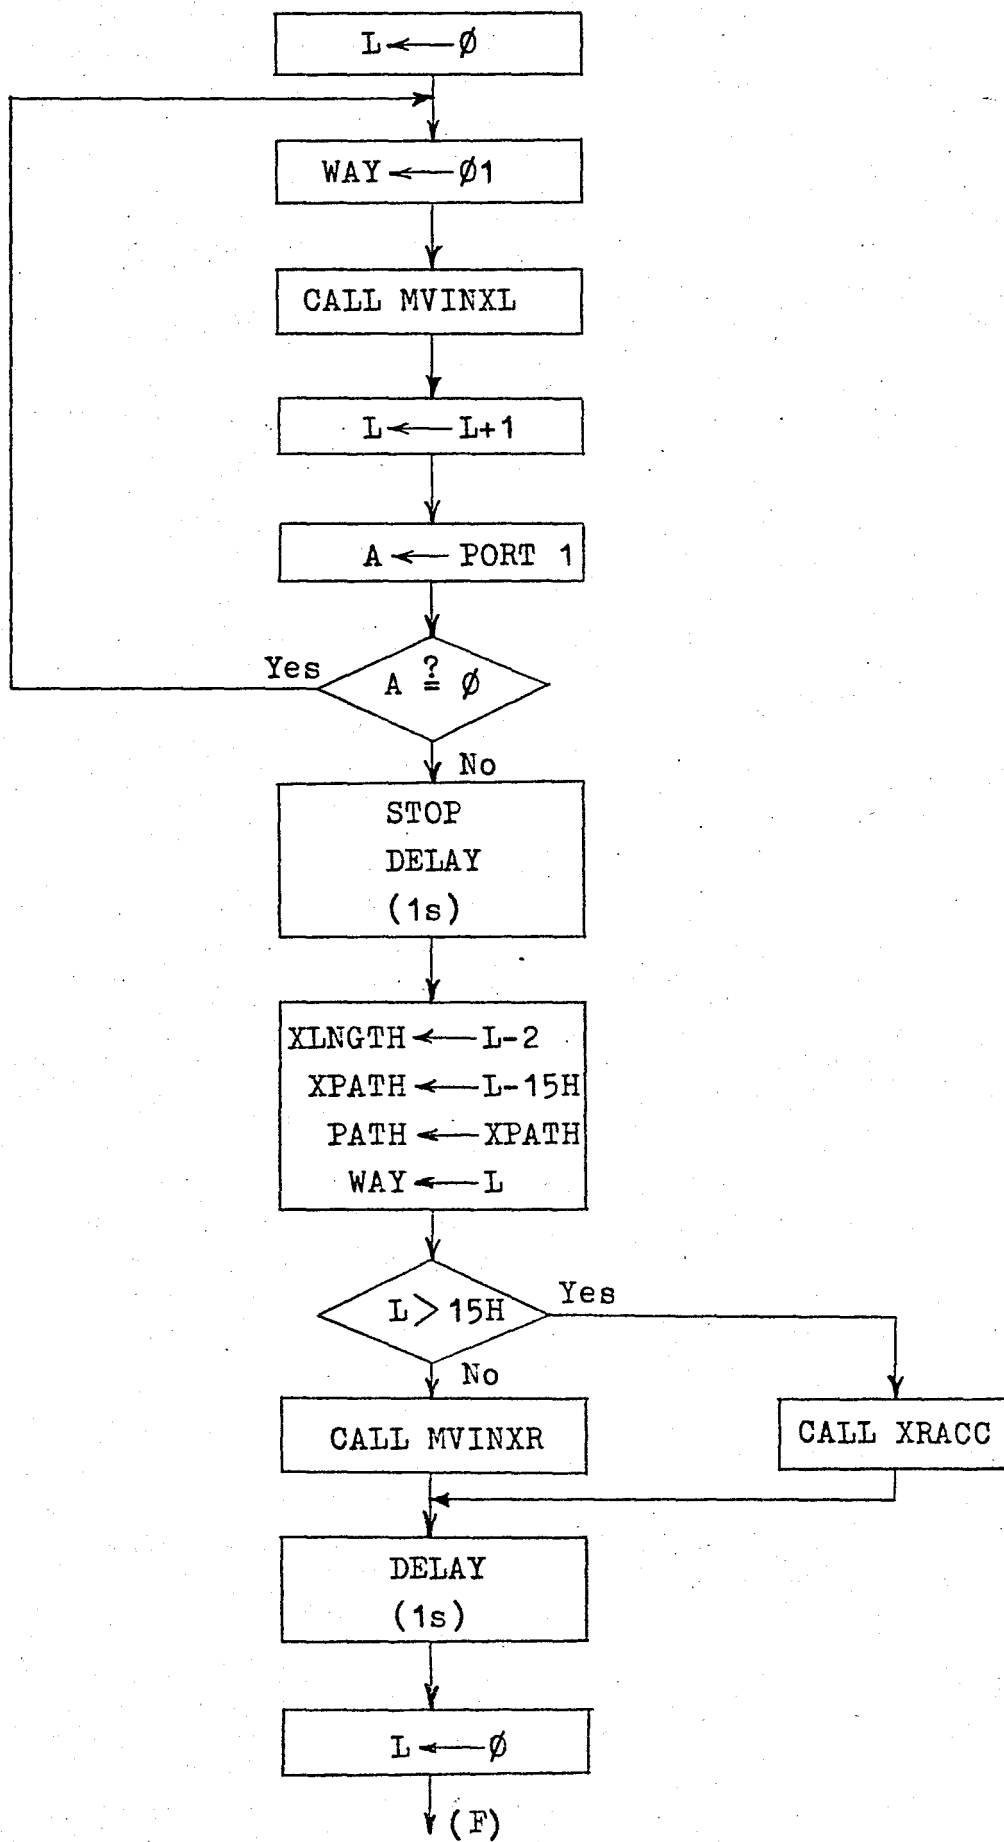 L ← Ø
WAY ← Ø1
CALL MVINXL
L ← L+1
A ← PORT 1
Yes
A ≟ Ø
No
STOP
DELAY
(1s)
XLNGTH ← L-2
XPATH ← L-15H
PATH ← XPATH
WAY ← L
L > 15H
Yes
No
CALL MVINXR
CALL XRACC
DELAY
(1s)
L ← Ø
(F)